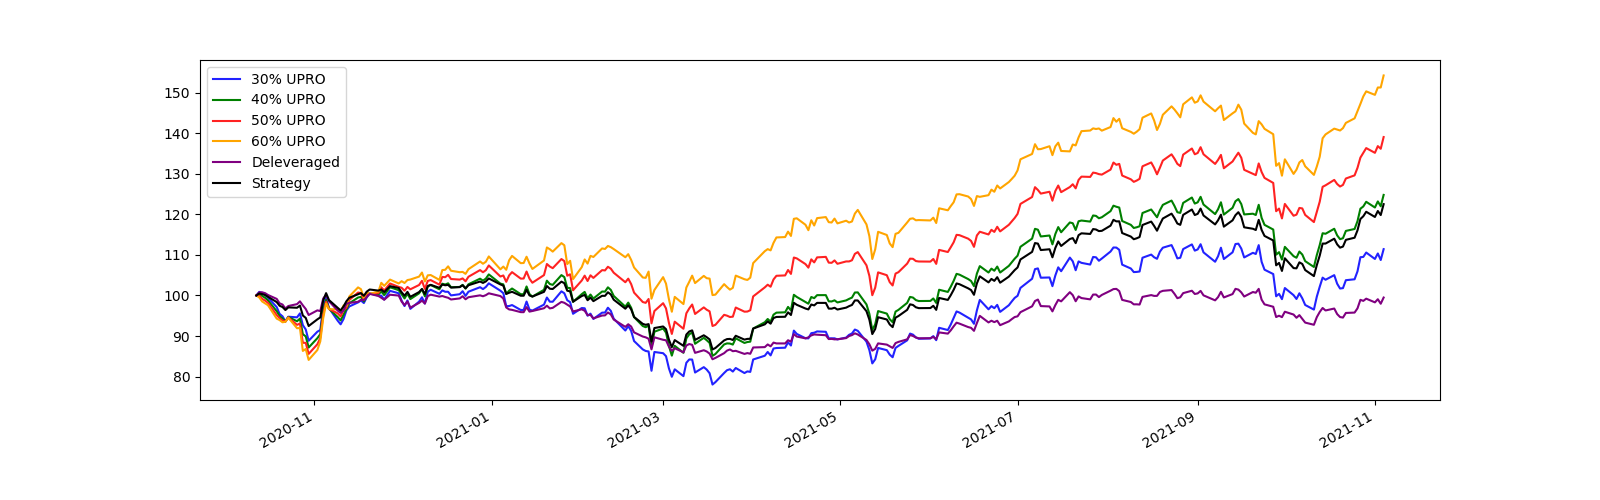 30% UPRO
40% UPRO
50% UPRO
60% UPRO
Deleveraged
Strategy
150
140
130
120
110
100
90
80
2020-11
2021-01
2021-03
2021-05
2021-07
2021-09
2021-11